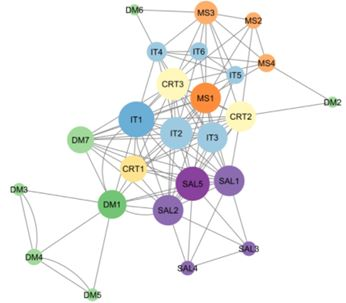 DM6
MS3
MS2
IT4
IT6
MS4
IT5
CRT3
MS1
DM2
CRT2
IT1
IT2
IT3
DM7
CRT1
SAL5
SAL1
DM3
DM1
SAL2
SAL3
DM4
SAL4
DM5